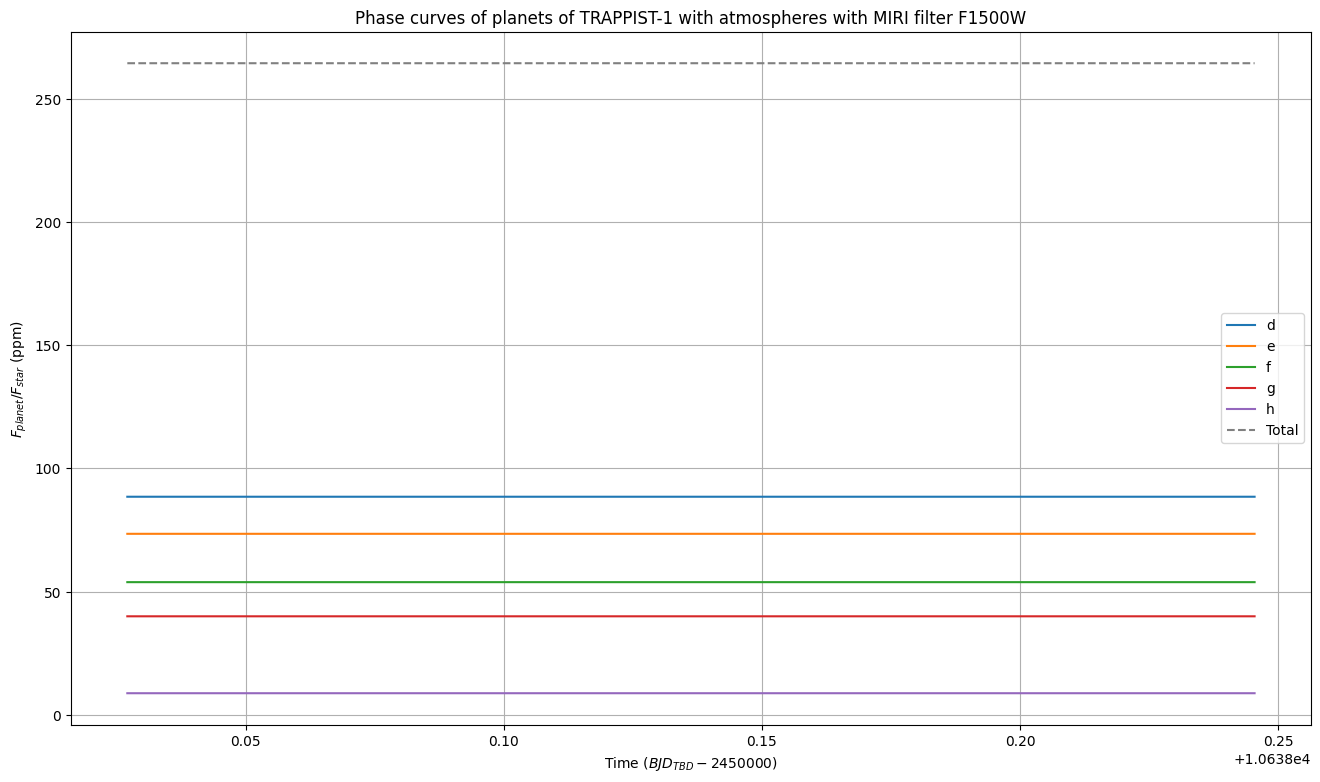 Phase curves of planets of TRAPPIST-1 with atmospheres with MIRI filter F1500W
250
200
150
100
50
0
F_planet/F_star (ppm)
d
e
f
g
h
Total
0.05
0.10
0.15
0.20
0.25
+1.0638e4
Time (BJD_TBD − 2450000)